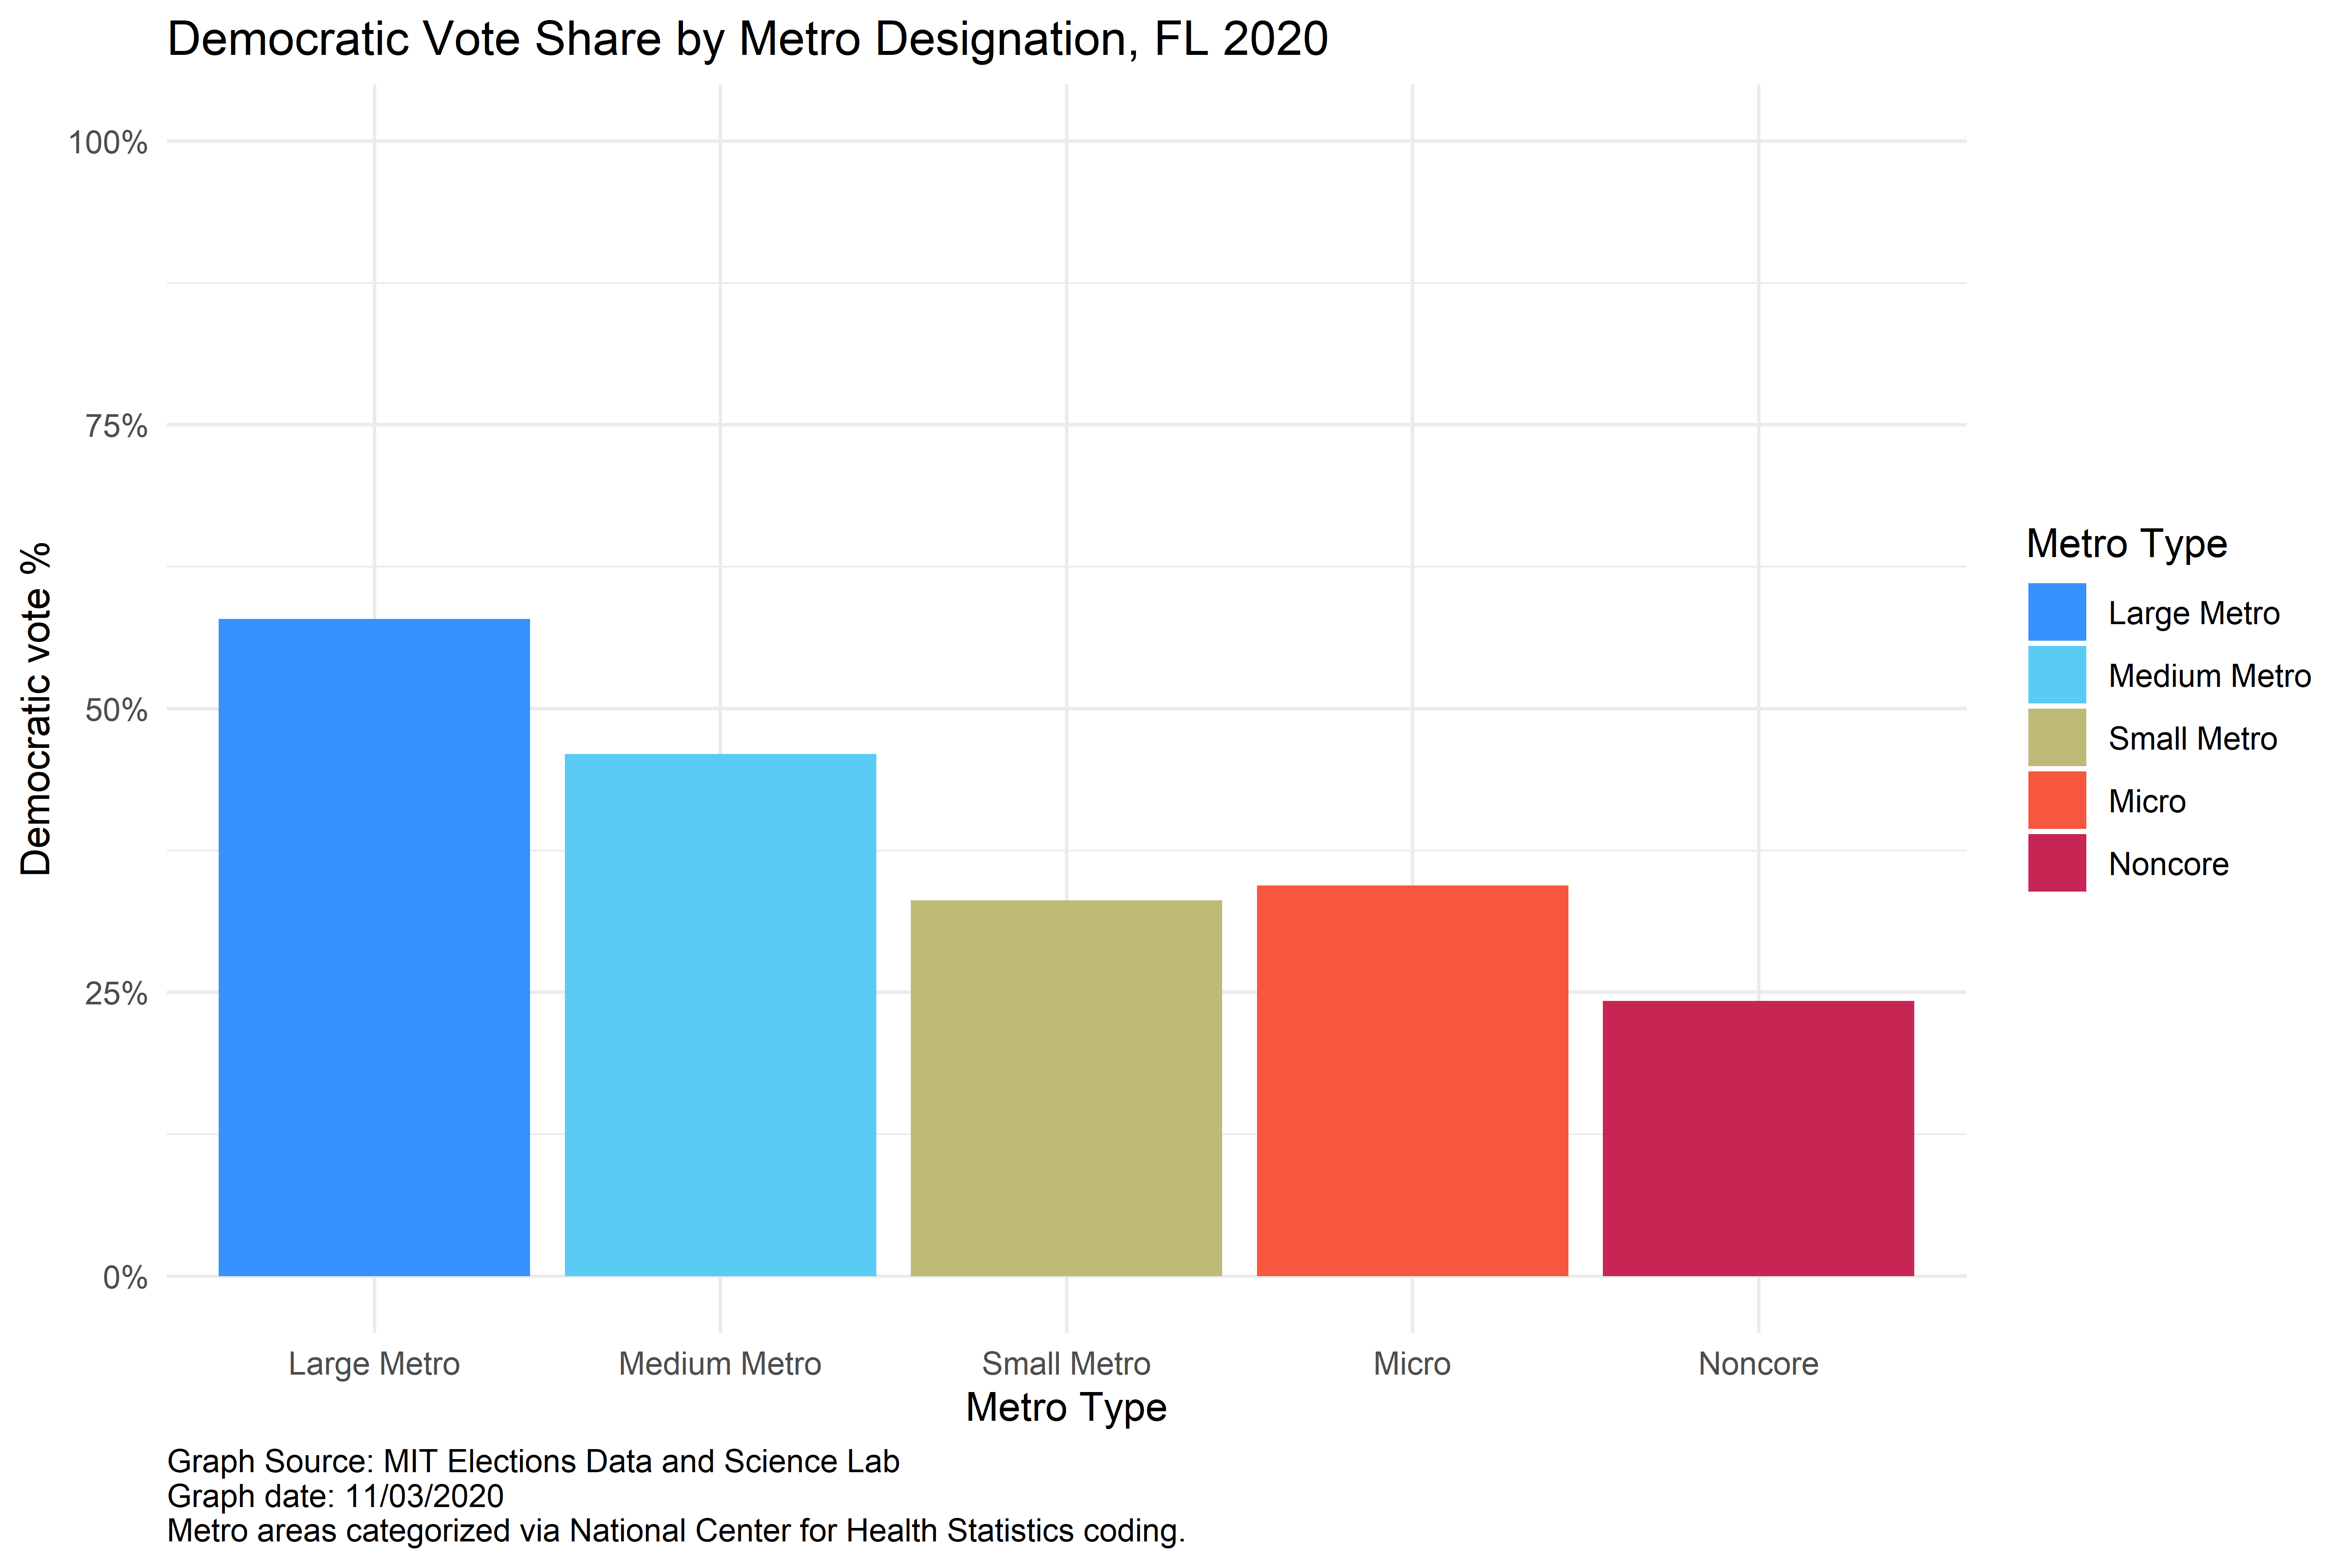 Democratic Vote Share by Metro Designation, FL 2020
100%
75%
50%
25%
0%
Democratic vote %
Large Metro
Medium Metro
Small Metro
Micro
Noncore
Metro Type
Metro Type
Large Metro
Medium Metro
Small Metro
Micro
Noncore
Graph Source: MIT Elections Data and Science Lab
Graph date: 11/03/2020
Metro areas categorized via National Center for Health Statistics coding.